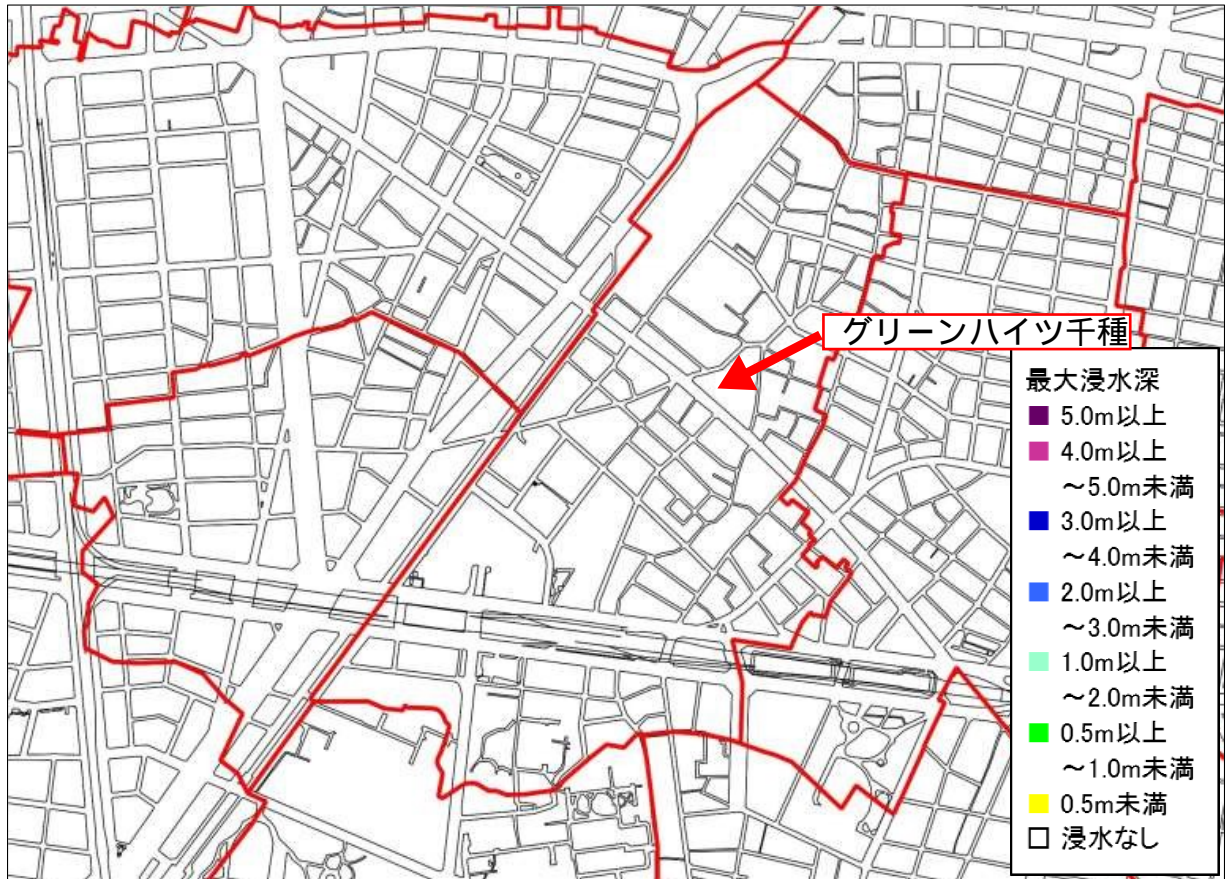 グリーンハイツ千種
最大浸水深
5.0m以上
4.0m以上
～5.0m未満
3.0m以上
～4.0m未満
2.0m以上
～3.0m未満
1.0m以上
～2.0m未満
0.5m以上
～1.0m未満
0.5m未満
浸水なし